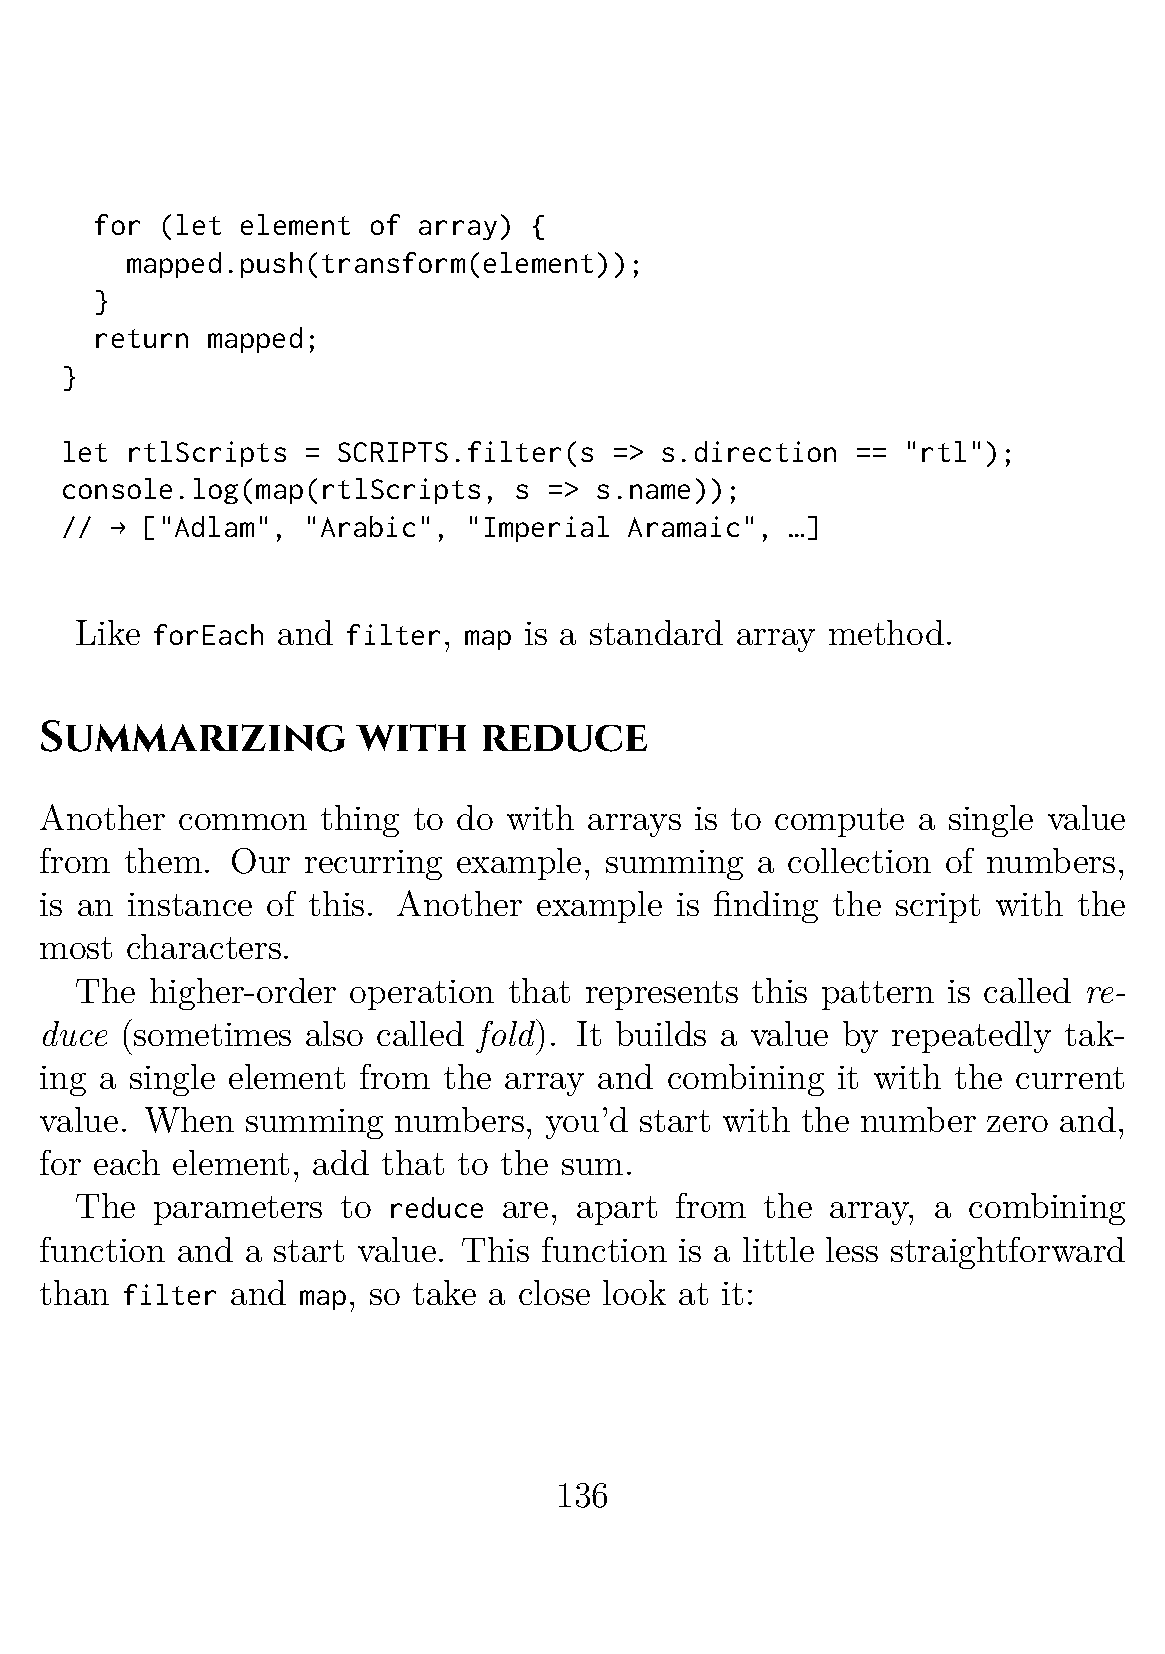 for (let element of array) {
    mapped.push(transform(element));
  }
  return mapped;
}

let rtlScripts = SCRIPTS.filter(s => s.direction == "rtl");
console.log(map(rtlScripts, s => s.name));
// → ["Adlam", "Arabic", "Imperial Aramaic", …]

Like forEach and filter, map is a standard array method.

Summarizing with reduce

Another common thing to do with arrays is to compute a single value
from them. Our recurring example, summing a collection of numbers,
is an instance of this. Another example is finding the script with the
most characters.
The higher-order operation that represents this pattern is called re-
duce (sometimes also called fold). It builds a value by repeatedly tak-
ing a single element from the array and combining it with the current
value. When summing numbers, you'd start with the number zero and,
for each element, add that to the sum.
The parameters to reduce are, apart from the array, a combining
function and a start value. This function is a little less straightforward
than filter and map, so take a close look at it:

136